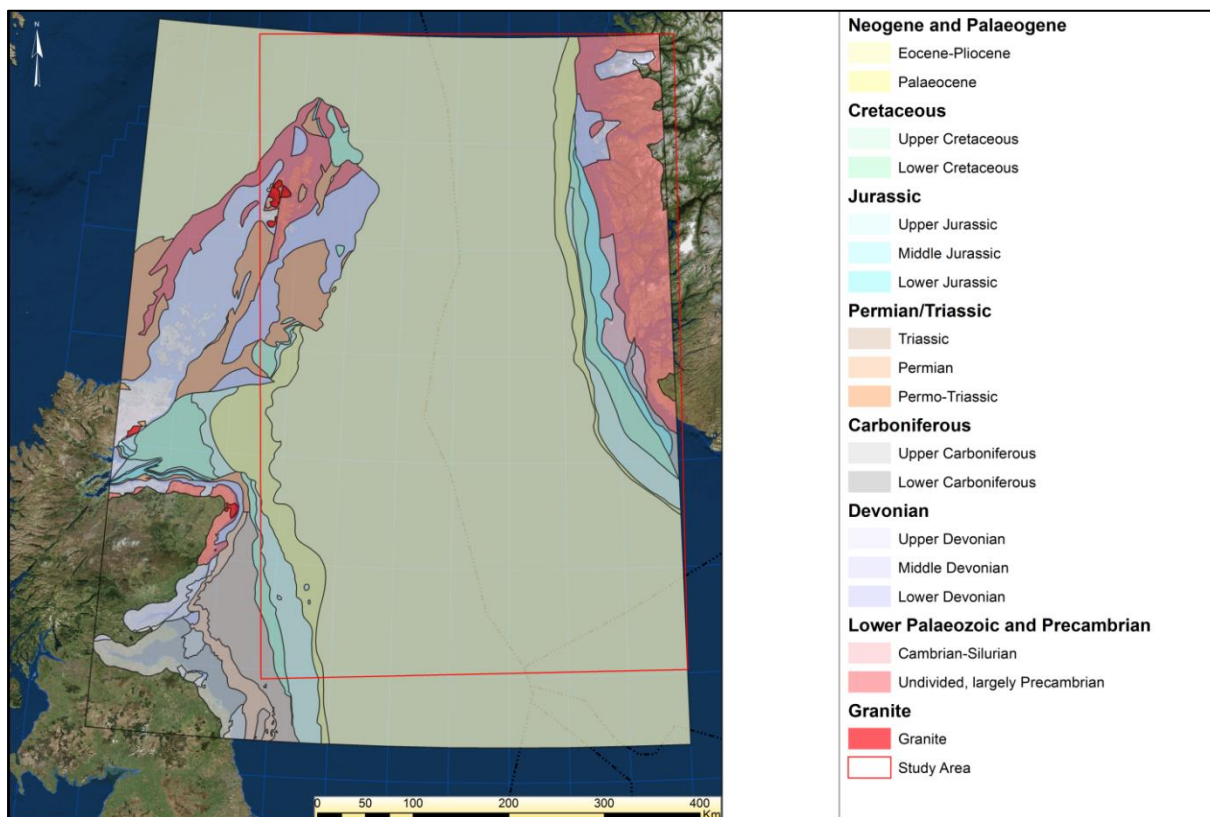 N
0 50 100 200 300 400
Km
Neogene and Palaeogene
Eocene-Pliocene
Palaeocene
Cretaceous
Upper Cretaceous
Lower Cretaceous
Jurassic
Upper Jurassic
Middle Jurassic
Lower Jurassic
Permian/Triassic
Triassic
Permian
Permo-Triassic
Carboniferous
Upper Carboniferous
Lower Carboniferous
Devonian
Upper Devonian
Middle Devonian
Lower Devonian
Lower Palaeozoic and Precambrian
Cambrian-Silurian
Undivided, largely Precambrian
Granite
Granite
Study Area